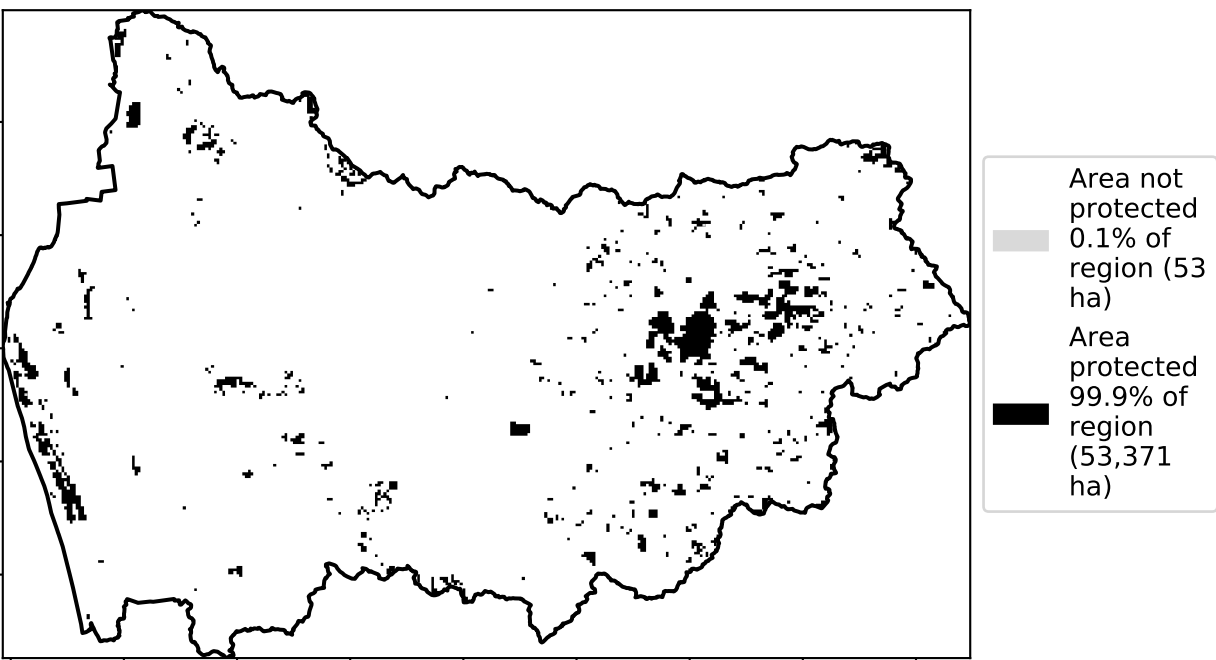 Area not
protected
0.1% of
region (53
ha)
Area
protected
99.9% of
region
(53,371
ha)